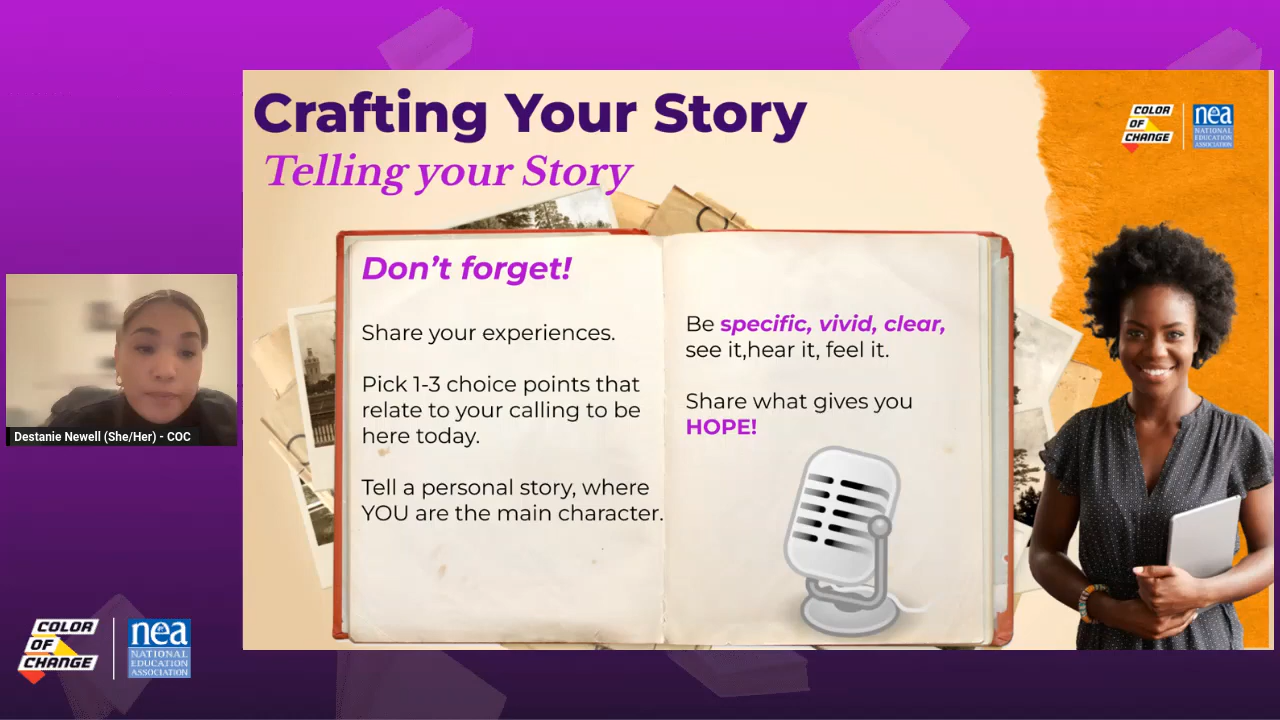 Crafting Your Story
Telling your Story
COLOR
OF
CHANGE
nea
NATIONAL
EDUCATION
ASSOCIATION
Don’t forget!
Share your experiences.
Pick 1-3 choice points that
relate to your calling to be
here today.
Tell a personal story, where
YOU are the main character.
Be specific, vivid, clear,
see it,hear it, feel it.
Share what gives you
HOPE!
Destanie Newell (She/Her) - COC
COLOR
OF
CHANGE
nea
NATIONAL
EDUCATION
ASSOCIATION